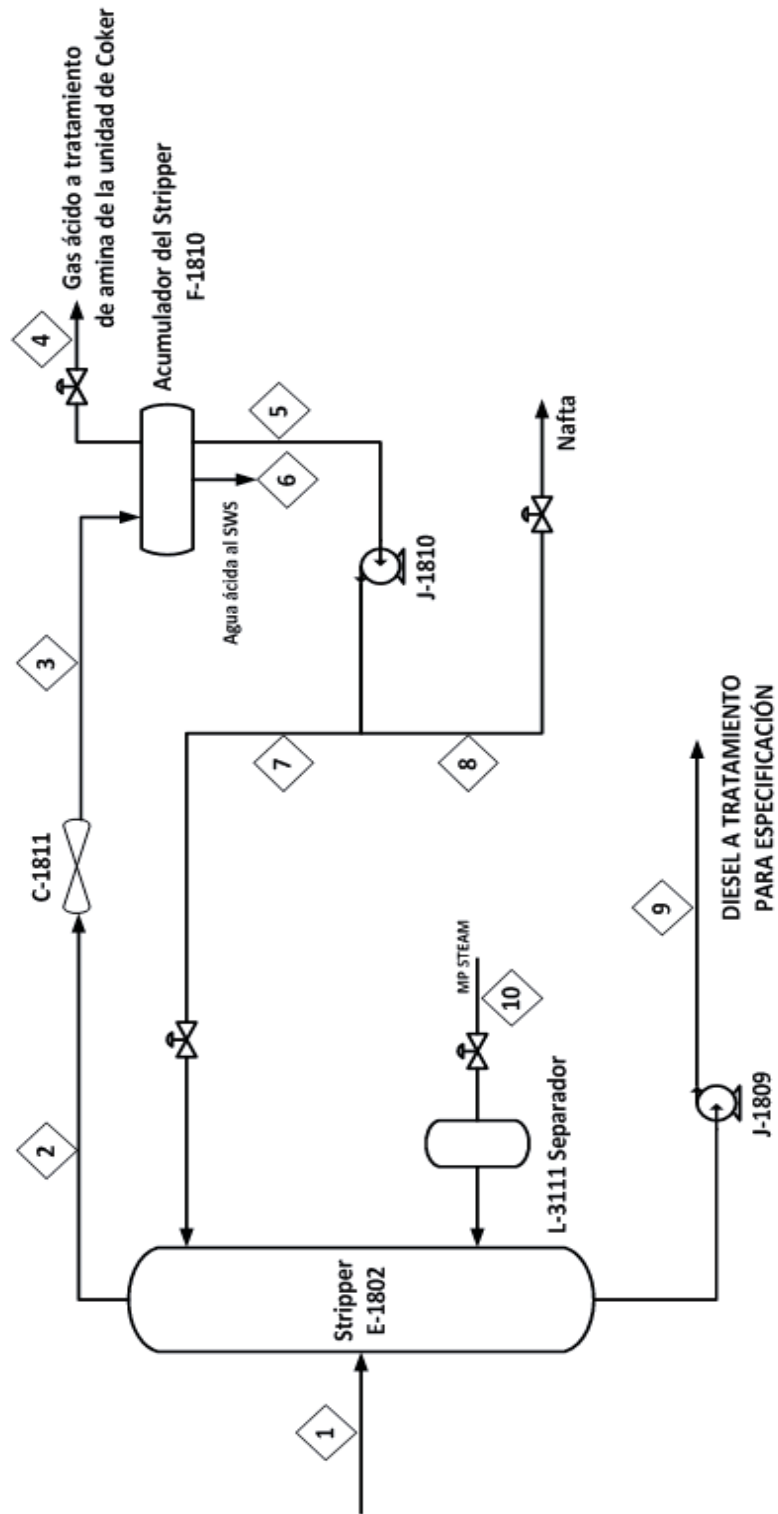 1
Stripper
E-1802
2
C-1811
3
4
Gas ácido a tratamiento
de amina de la unidad de Coker
Acumulador del Stripper
F-1810
5
6
Agua ácida al SWS
J-1810
7
8
Nafta
MP STEAM
10
L-3111 Separador
9
DIESEL A TRATAMIENTO
PARA ESPECIFICACIÓN
J-1809